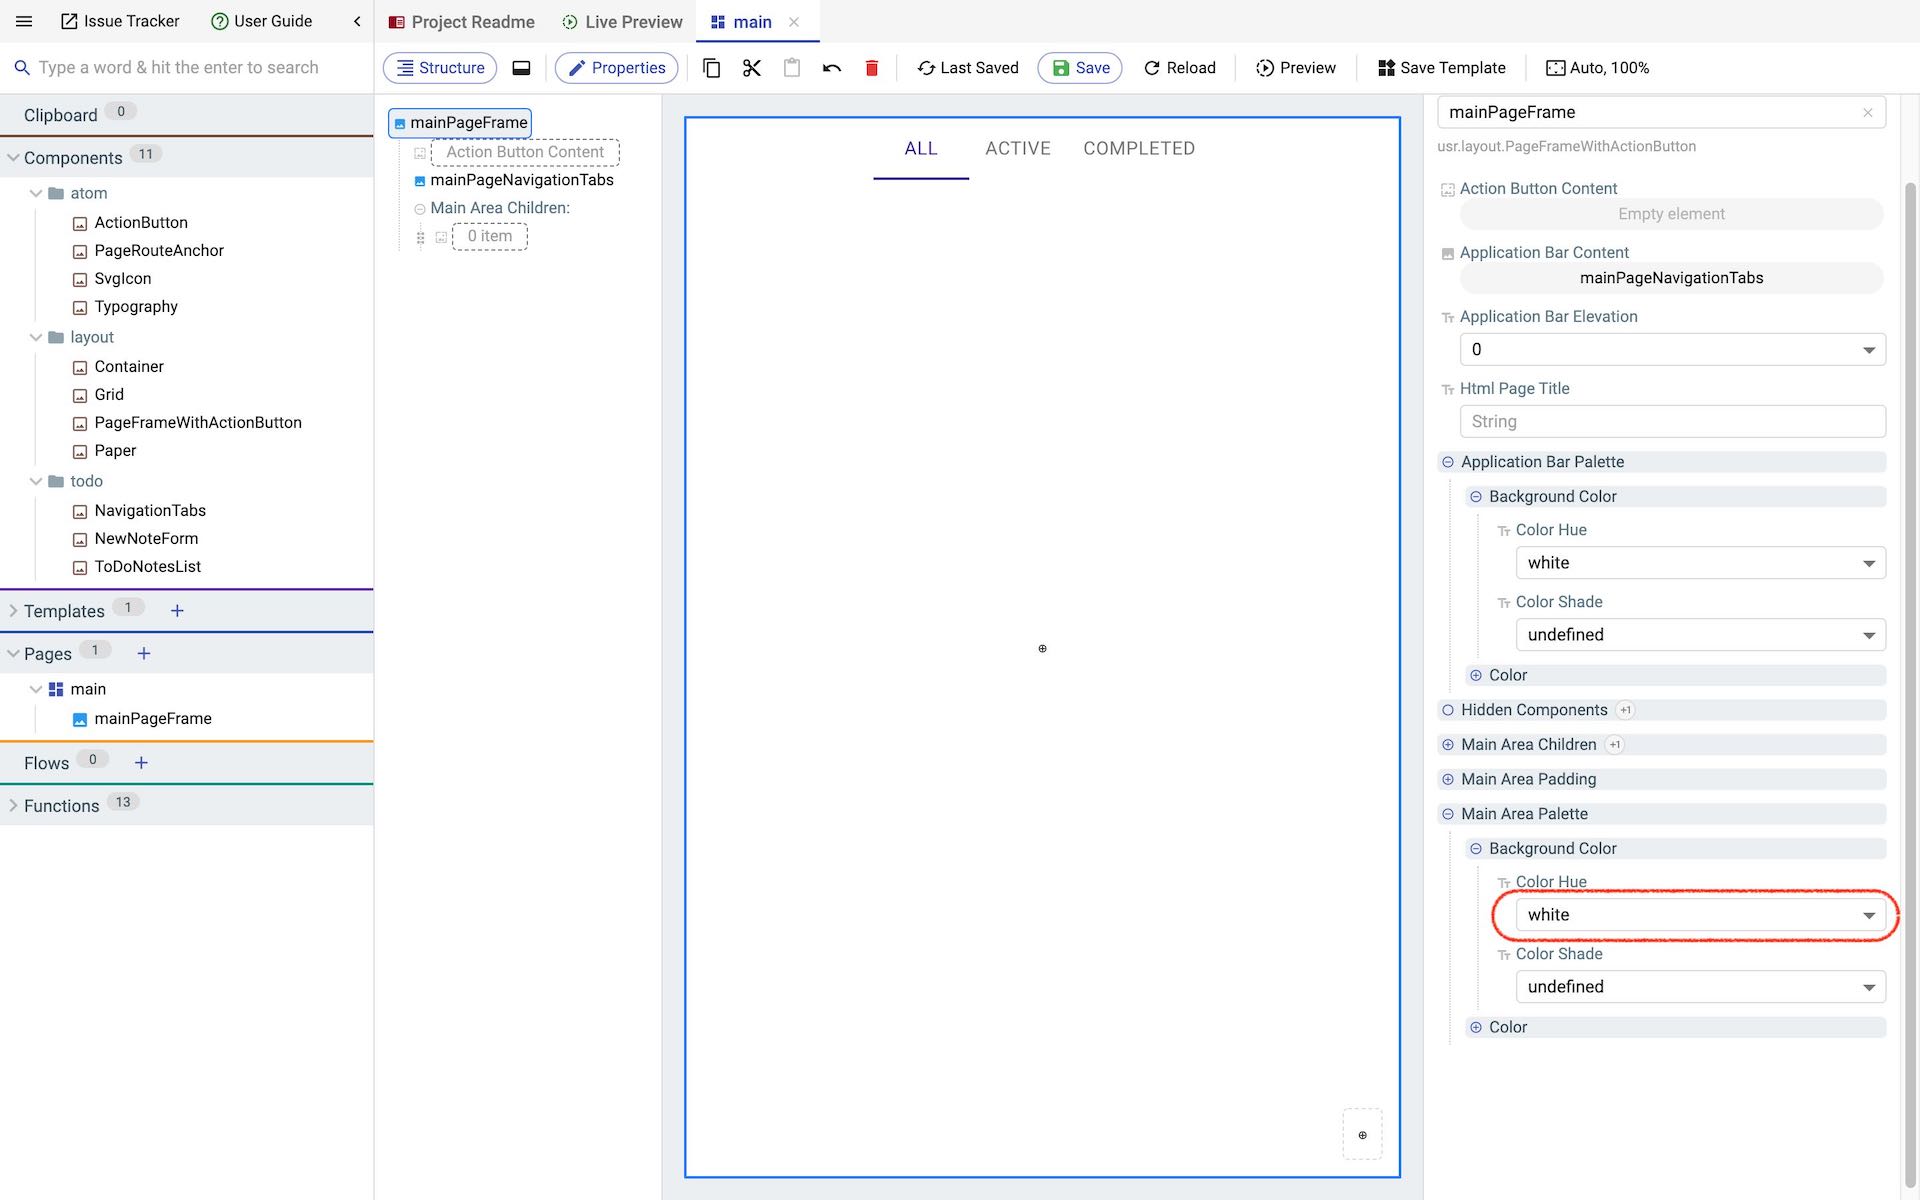 Issue Tracker
User Guide
Project Readme
Live Preview
main
Type a word & hit the enter to search
Structure
Properties
Last Saved
Save
Reload
Preview
Save Template
Auto, 100%
Clipboard 0
Components 11
atom
ActionButton
PageRouteAnchor
SvgIcon
Typography
layout
Container
Grid
PageFrameWithActionButton
Paper
todo
NavigationTabs
NewNoteForm
ToDoNotesList
Templates 1
Pages 1
main
mainPageFrame
Flows 0
Functions 13
mainPageFrame
Action Button Content
mainPageNavigationTabs
Main Area Children:
0 item
ALL ACTIVE COMPLETED
mainPageFrame
usr.layout.PageFrameWithActionButton
Action Button Content
Empty element
Application Bar Content
mainPageNavigationTabs
Tт Application Bar Elevation
0
Tт Html Page Title
String
Application Bar Palette
Background Color
Tт Color Hue
white
Tт Color Shade
undefined
Color
Hidden Components +1
Main Area Children +1
Main Area Padding
Main Area Palette
Background Color
Tт Color Hue
white
Tт Color Shade
undefined
Color